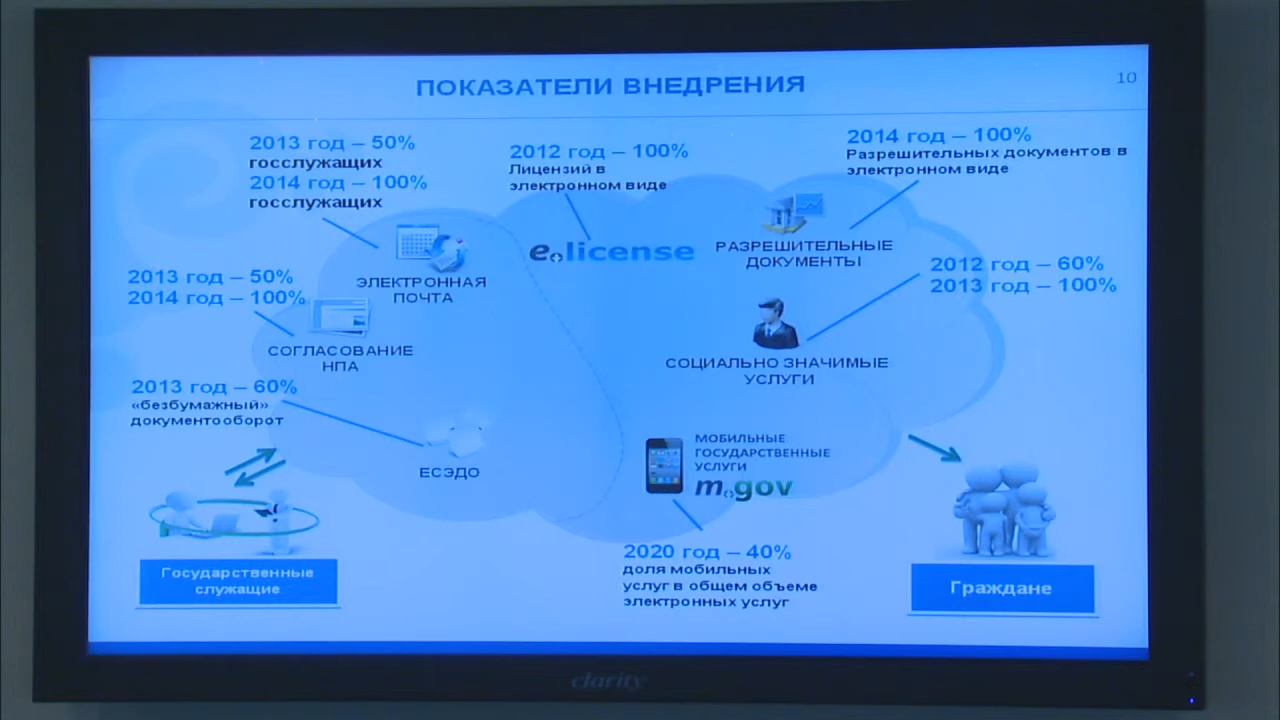 ПОКАЗАТЕЛИ ВНЕДРЕНИЯ
10
2013 год – 50%
госслужащих
2014 год – 100%
госслужащих
2012 год – 100%
Лицензий в
электронном виде
2014 год – 100%
Разрешительных документов в
электронном виде
e.license
РАЗРЕШИТЕЛЬНЫЕ
ДОКУМЕНТЫ
ЭЛЕКТРОННАЯ
ПОЧТА
2013 год – 50%
2014 год – 100%
2012 год – 60%
2013 год – 100%
СОГЛАСОВАНИЕ
НПА
СОЦИАЛЬНО ЗНАЧИМЫЕ
УСЛУГИ
2013 год – 60%
«безбумажный»
документооборот
ЕСЭДО
МОБИЛЬНЫЕ
ГОСУДАРСТВЕННЫЕ
УСЛУГИ
m.gov
2020 год – 40%
доля мобильных
услуг в общем объеме
электронных услуг
Государственные
служащие
Граждане
clarity